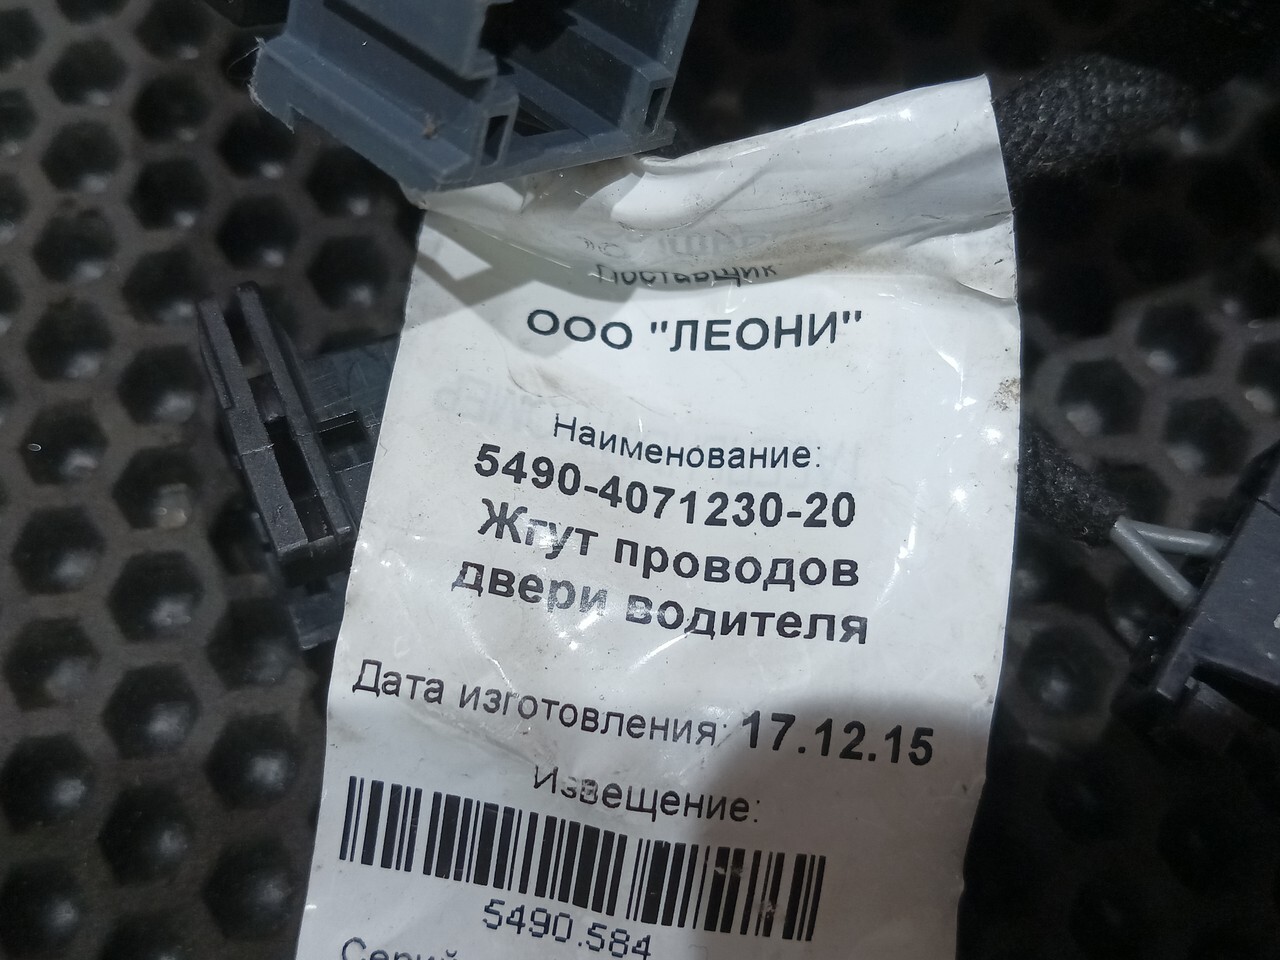 Поставщик
ООО "ЛЕОНИ"
Наименование:
5490-4071230-20
Жгут проводов
двери водителя
Дата изготовления: 17.12.15
Извещение:
5490.584